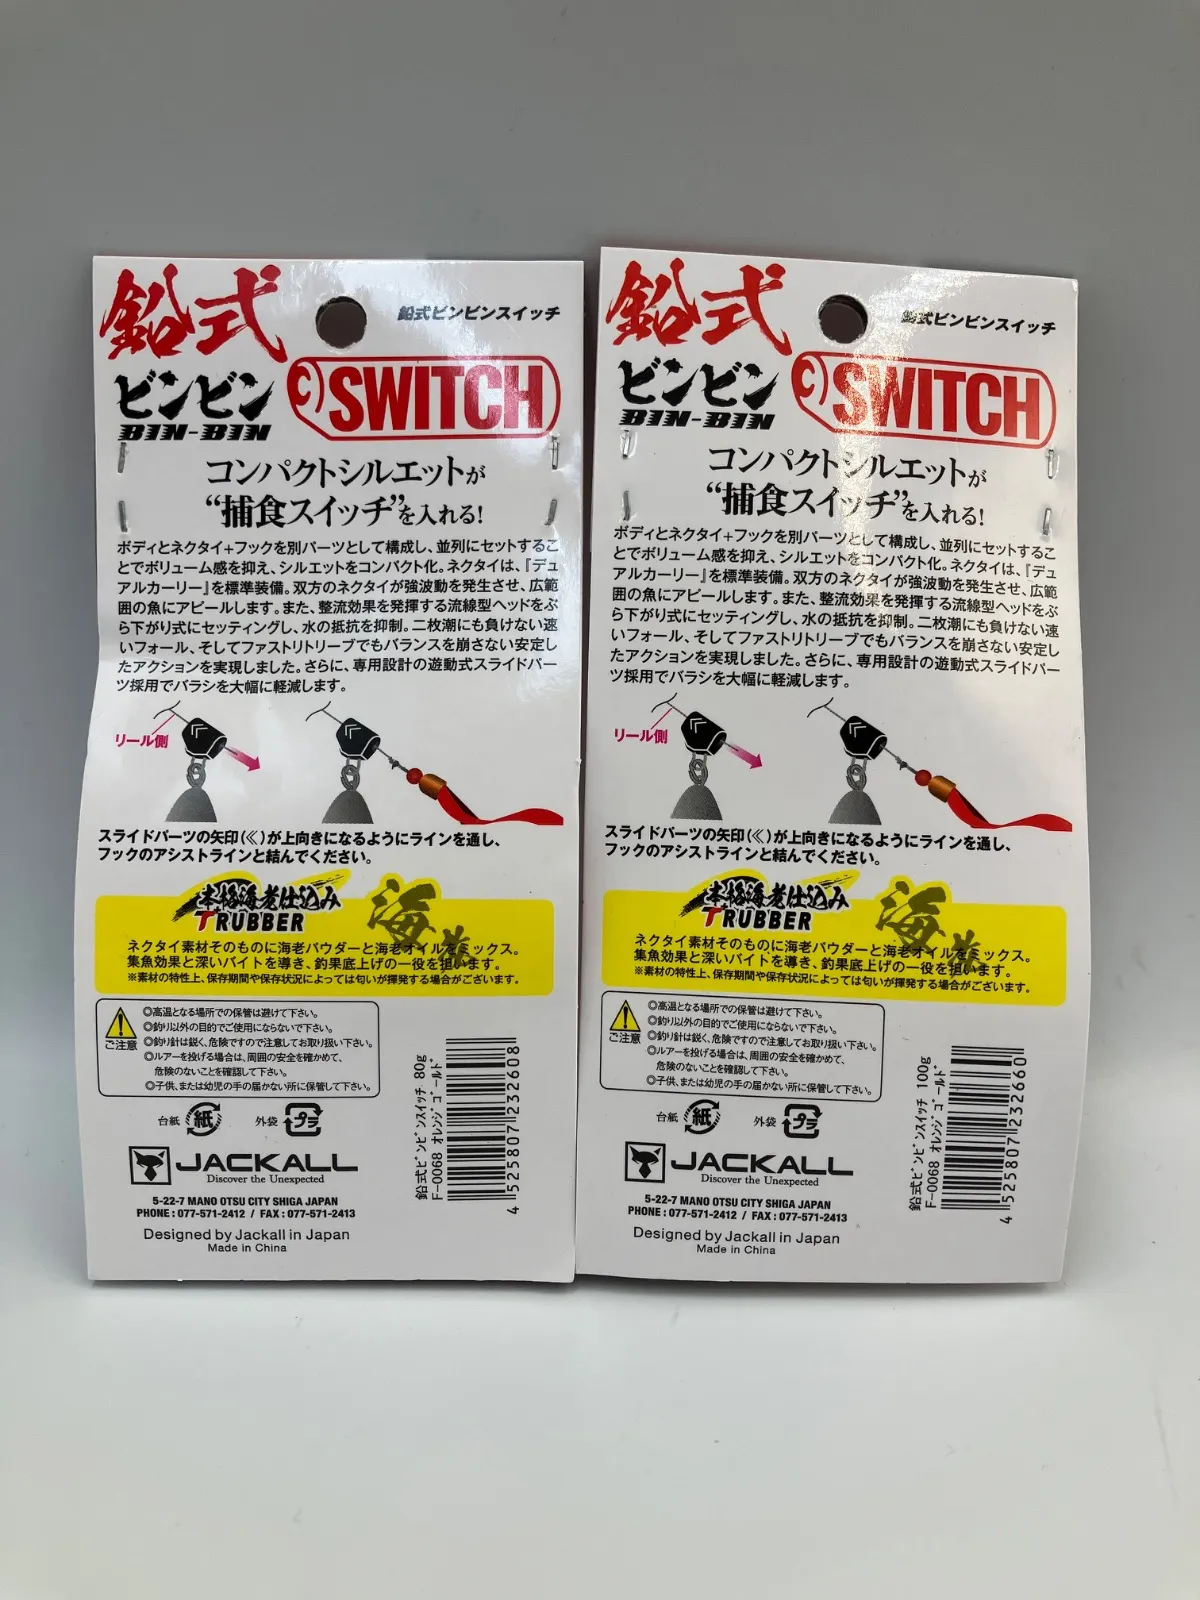 鉛式
鉛式ビンビンスイッチ
ビンビン
BIN-BIN
SWITCH
コンパクトシルエットが
“捕食スイッチ”を入れる!
ボディとネクタイ+フックを別パーツとして構成し、並列にセットするこ
とでボリューム感を抑え、シルエットをコンパクト化。ネクタイは、『デュ
アルカーリー』を標準装備。双方のネクタイが強波動を発生させ、広範
囲の魚にアピールします。また、整流効果を発揮する流線型ヘッドをぶ
ら下がり式にセッティングし、水の抵抗を抑制。二枚潮にも負けない速
いフォール、そしてファストリトリーブでもバランスを崩さない安定し
たアクションを実現しました。さらに、専用設計の遊動式スライドパー
ツ採用でバラシを大幅に軽減します。
リール側
スライドパーツの矢印(≪)が上向きになるようにラインを通し、
フックのアシストラインと結んでください。
本格海老仕込み
T RUBBER
海老
ネクタイ素材そのものに海老パウダーと海老オイルをミックス。
集魚効果と深いバイトを導き、釣果底上げの一役を担います。
※素材の特性上、保存期間や保存状況によっては匂いが揮発する場合がございます。
ご注意
◎高温となる場所での保管は避けて下さい。
◎釣り以外の目的でご使用にならないで下さい。
◎釣り針は鋭く、危険ですので注意してお取り扱い下さい。
◎ルアーを投げる場合は、周囲の安全を確かめて、
危険のないことを確認して下さい。
◎子供、または幼児の手の届かない所に保管して下さい。
台紙 紙 外袋 プラ
JACKALL
Discover the Unexpected
5-22-7 MANO OTSU CITY SHIGA JAPAN
PHONE : 077-571-2412 / FAX : 077-571-2413
Designed by Jackall in Japan
Made in China
鉛式ビンビンスイッチ 80g
F-0068 オレンジゴールド
4525807232608
鉛式
鉛式ビンビンスイッチ
ビンビン
BIN-BIN
SWITCH
コンパクトシルエットが
“捕食スイッチ”を入れる!
ボディとネクタイ+フックを別パーツとして構成し、並列にセットするこ
とでボリューム感を抑え、シルエットをコンパクト化。ネクタイは、『デュ
アルカーリー』を標準装備。双方のネクタイが強波動を発生させ、広範
囲の魚にアピールします。また、整流効果を発揮する流線型ヘッドをぶ
ら下がり式にセッティングし、水の抵抗を抑制。二枚潮にも負けない速
いフォール、そしてファストリトリーブでもバランスを崩さない安定し
たアクションを実現しました。さらに、専用設計の遊動式スライドパー
ツ採用でバラシを大幅に軽減します。
リール側
スライドパーツの矢印(≪)が上向きになるようにラインを通し、
フックのアシストラインと結んでください。
本格海老仕込み
T RUBBER
海老
ネクタイ素材そのものに海老パウダーと海老オイルをミックス。
集魚効果と深いバイトを導き、釣果底上げの一役を担います。
※素材の特性上、保存期間や保存状況によっては匂いが揮発する場合がございます。
ご注意
◎高温となる場所での保管は避けて下さい。
◎釣り以外の目的でご使用にならないで下さい。
◎釣り針は鋭く、危険ですので注意してお取り扱い下さい。
◎ルアーを投げる場合は、周囲の安全を確かめて、
危険のないことを確認して下さい。
◎子供、または幼児の手の届かない所に保管して下さい。
台紙 紙 外袋 プラ
JACKALL
Discover the Unexpected
5-22-7 MANO OTSU CITY SHIGA JAPAN
PHONE : 077-571-2412 / FAX : 077-571-2413
Designed by Jackall in Japan
Made in China
鉛式ビンビンスイッチ 100g
F-0068 オレンジゴールド
4525807232660